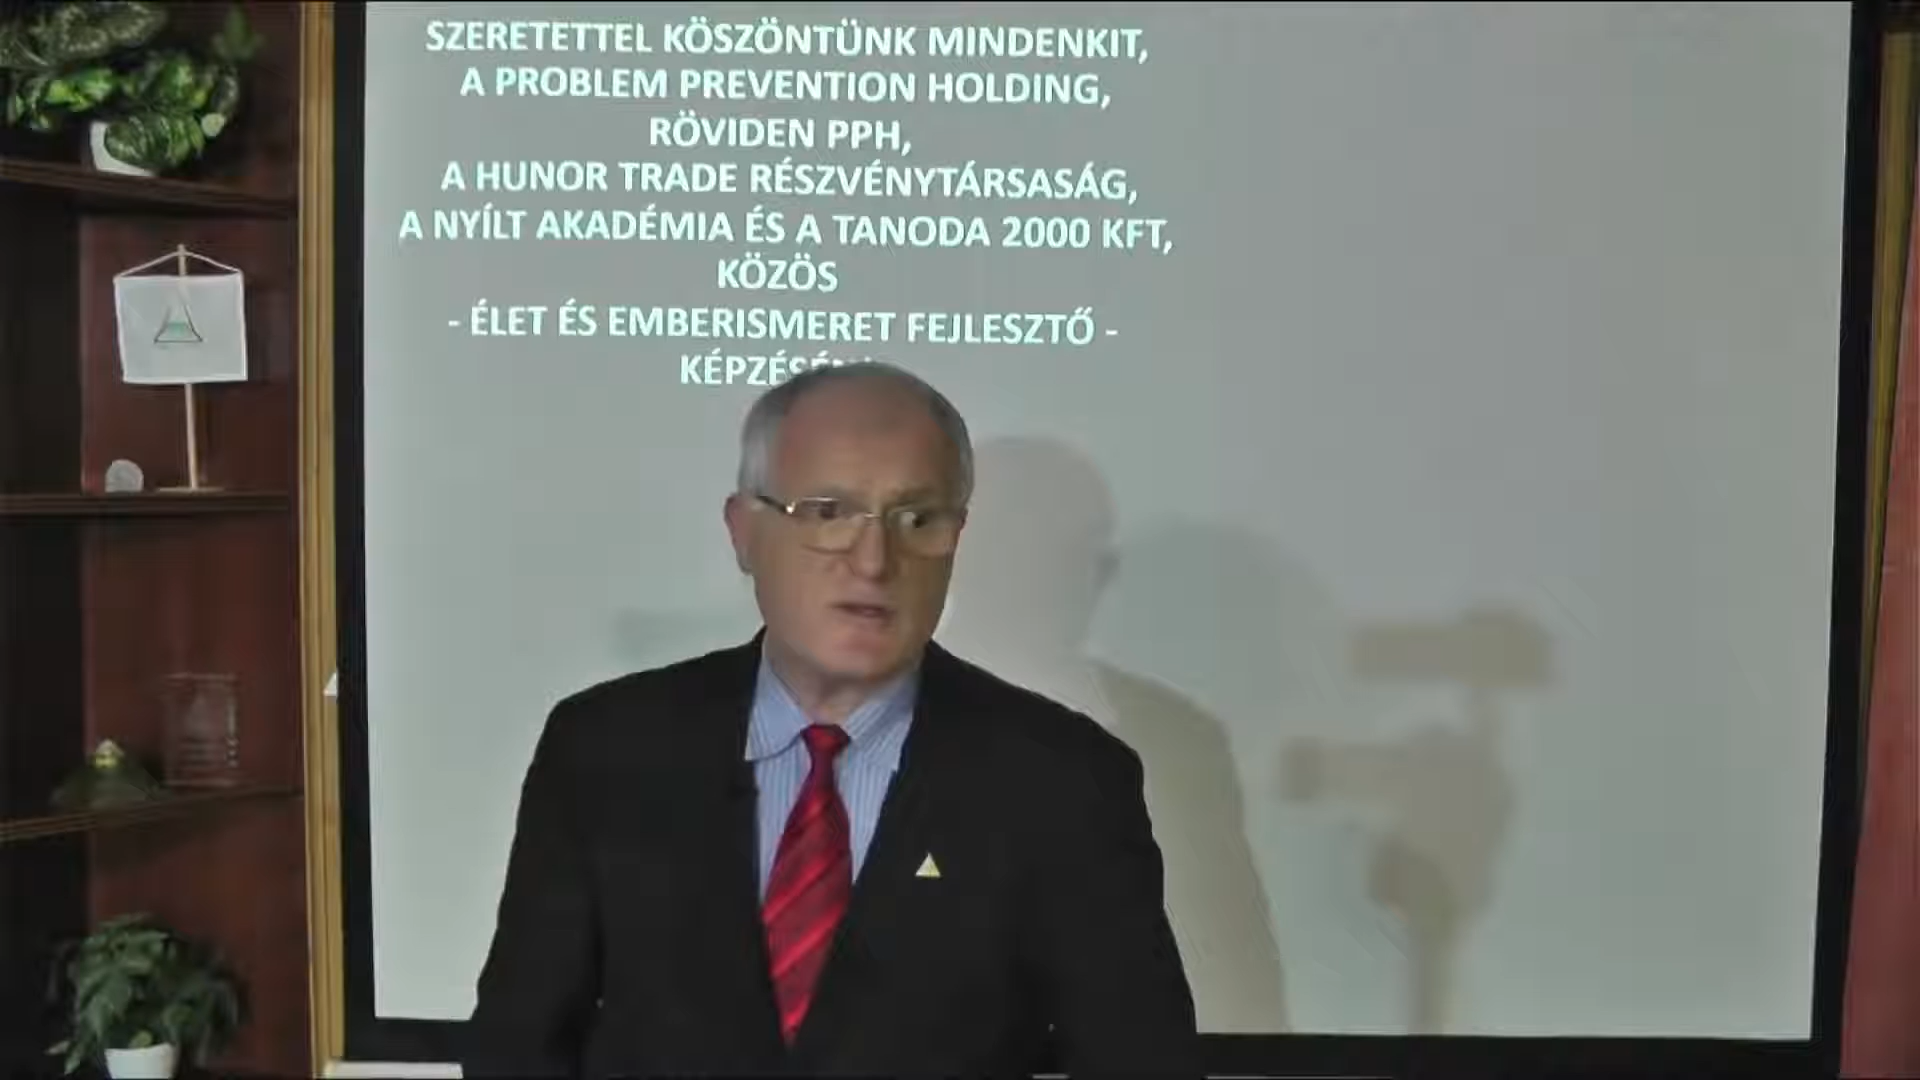 SZERETETTEL KÖSZÖNTÜNK MINDENKIT,
A PROBLEM PREVENTION HOLDING,
RÖVIDEN PPH,
A HUNOR TRADE RÉSZVÉNYTÁRSASÁG,
A NYÍLT AKADÉMIA ÉS A TANODA 2000 KFT,
KÖZÖS
- ÉLET ÉS EMBERISMERET FEJLESZTŐ -